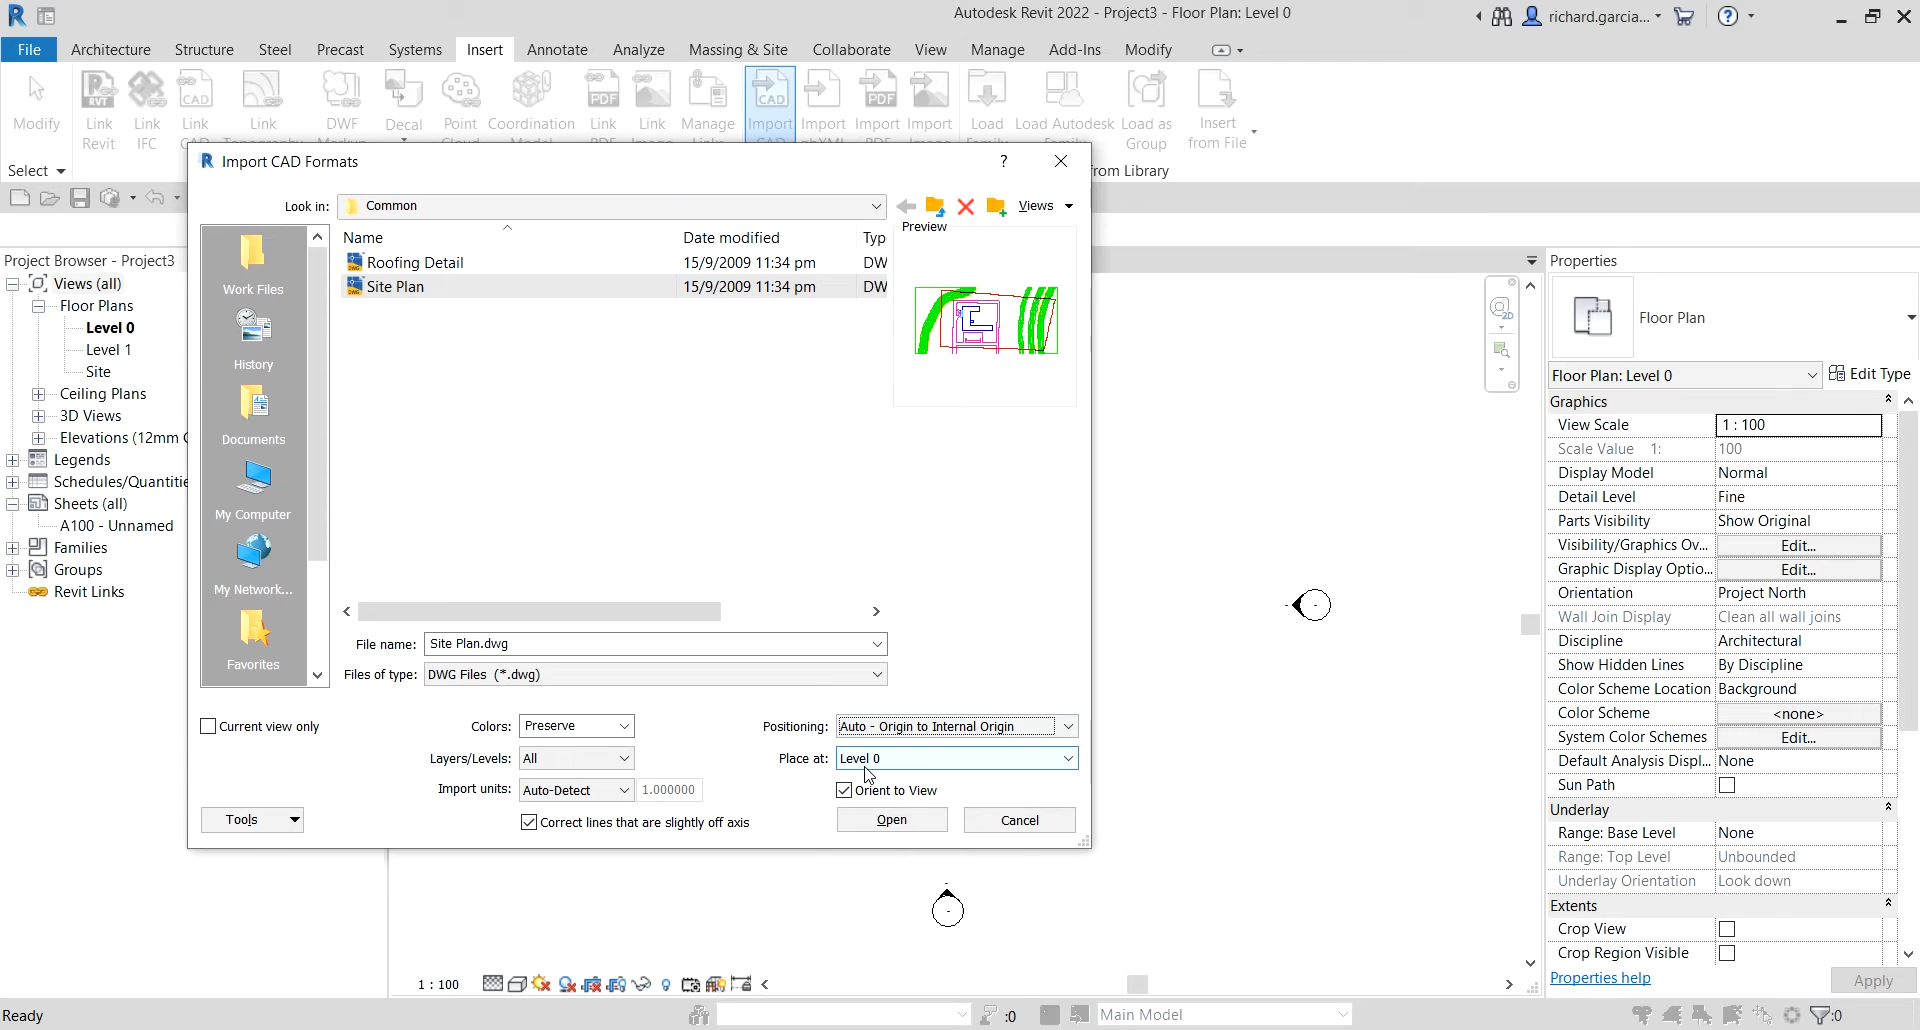 Autodesk Revit 2022 - Project3 - Floor Plan: Level 0
richard.garcia...
File Architecture Structure Steel Precast Systems Insert Annotate Analyze Massing & Site Collaborate View Manage Add-Ins Modify
Modify
Link Revit
Link IFC
Link
Link
DWF
Decal
Point
Coordination
Link
Link
Manage
Import CAD
Import
Import
Import
Load
Load Autodesk
Load as Group
Insert from File
Select
rom Library
Import CAD Formats
Look in: Common
Views
Preview
Name Date modified Typ
Roofing Detail 15/9/2009 11:34 pm DW
Site Plan 15/9/2009 11:34 pm DW
Work Files
History
Documents
My Computer
My Network...
Favorites
File name: Site Plan.dwg
Files of type: DWG Files (*.dwg)
Current view only
Colors: Preserve
Positioning: Auto - Origin to Internal Origin
Layers/Levels: All
Place at: Level 0
Import units: Auto-Detect 1.000000
Orient to View
Correct lines that are slightly off axis
Tools
Open
Cancel
Project Browser - Project3
Views (all)
Floor Plans
Level 0
Level 1
Site
Ceiling Plans
3D Views
Elevations (12mm
Legends
Schedules/Quantitie
Sheets (all)
A100 - Unnamed
Families
Groups
Revit Links
Properties
Floor Plan
Floor Plan: Level 0
Edit Type
Graphics
View Scale 1 : 100
Scale Value 1: 100
Display Model Normal
Detail Level Fine
Parts Visibility Show Original
Visibility/Graphics Ov... Edit...
Graphic Display Optio... Edit...
Orientation Project North
Wall Join Display Clean all wall joins
Discipline Architectural
Show Hidden Lines By Discipline
Color Scheme Location Background
Color Scheme <none>
System Color Schemes Edit...
Default Analysis Displ... None
Sun Path
Underlay
Range: Base Level None
Range: Top Level Unbounded
Underlay Orientation Look down
Extents
Crop View
Crop Region Visible
Properties help
Apply
1 : 100
Ready
:0
Main Model
:0